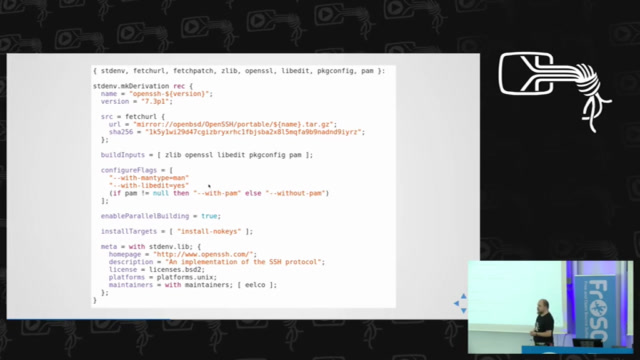 { stdenv, fetchurl, fetchpatch, zlib, openssl, libedit, pkgconfig, pam }:
stdenv.mkDerivation rec {
name = "openssh-${version}";
version = "7.3p1";
src = fetchurl {
url = "mirror://openbsd/OpenSSH/portable/${name}.tar.gz";
sha256 =
};
buildInputs = [ zlib openssl libedit pkgconfig pam ];
configureFlags = [
"--with-mantype=man"
"--with-libedit=yes"
(if pam != null then "--with-pam" else "--without-pam")
];
enableParallelBuilding = true;
installTargets = [ "install-nokeys" ];
meta = with stdenv.lib; {
homepage = "http://www.openssh.com/";
description = "An implementation of the SSH protocol";
license = licenses.bsd2;
platforms = platforms.unix;
maintainers = with maintainers; [ eelco ];
};
}